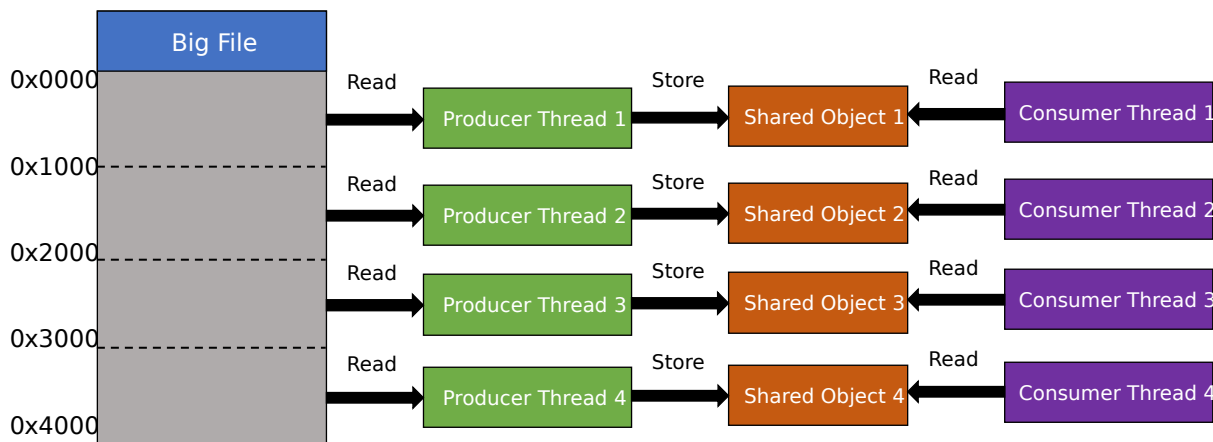 Big File
0x0000
Read
Store
Read
Producer Thread 1
Shared Object 1
Consumer Thread 1
0x1000
Read
Store
Read
Producer Thread 2
Shared Object 2
Consumer Thread 2
0x2000
Read
Store
Read
Producer Thread 3
Shared Object 3
Consumer Thread 3
0x3000
Read
Store
Read
Producer Thread 4
Shared Object 4
Consumer Thread 4
0x4000